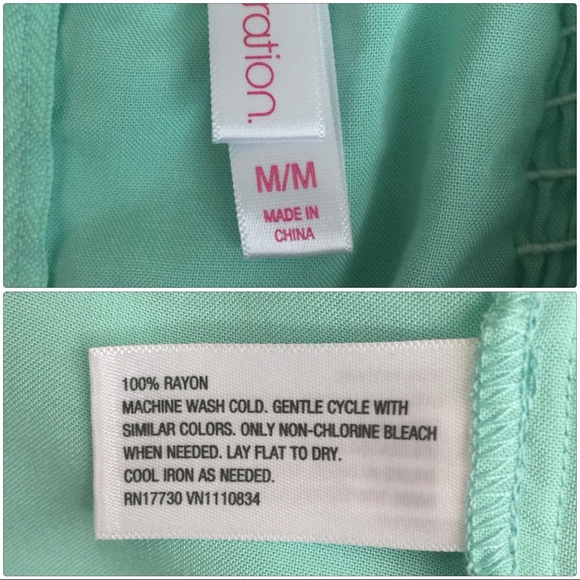 ration.
M/M
MADE IN
CHINA
100% RAYON
MACHINE WASH COLD. GENTLE CYCLE WITH
SIMILAR COLORS. ONLY NON-CHLORINE BLEACH
WHEN NEEDED. LAY FLAT TO DRY.
COOL IRON AS NEEDED.
RN17730 VN1110834